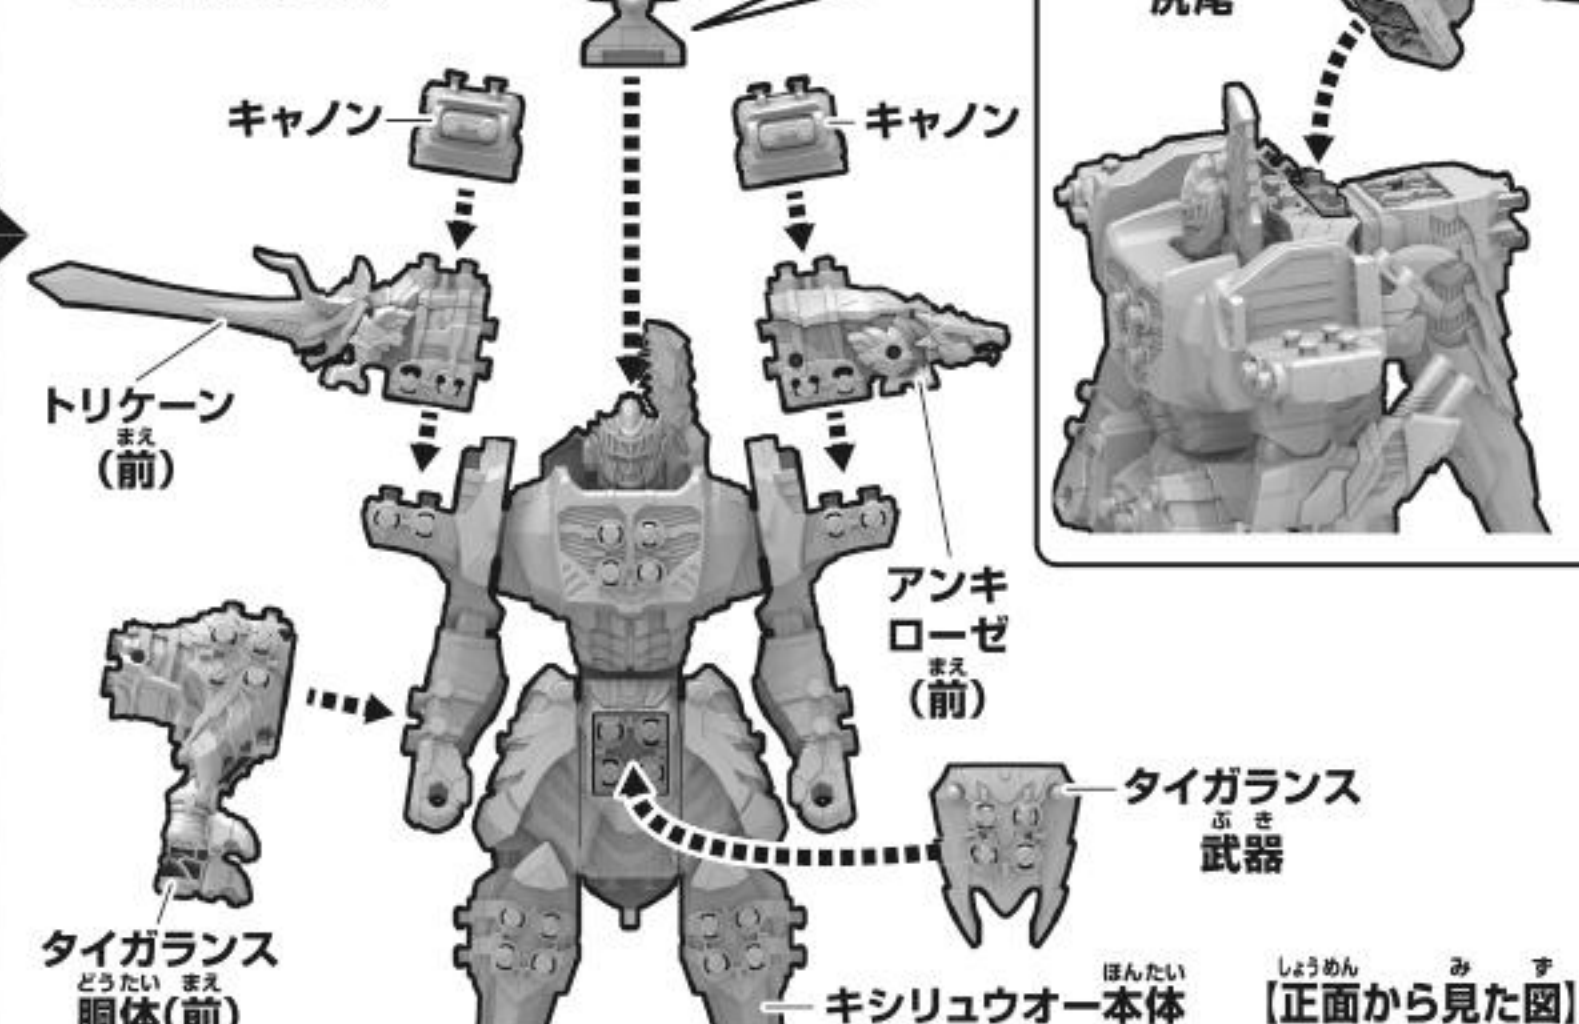 虎尾
キャノン
キャノン
トリケーン
まえ
(前)
アンキ
ローゼ
まえ
(前)
タイガランス
ぶき
武器
タイガランス
どうたい まえ
胴体(前)
ほんたい
キシリュウオー本体
しょうめん み ず
【正面から見た図】